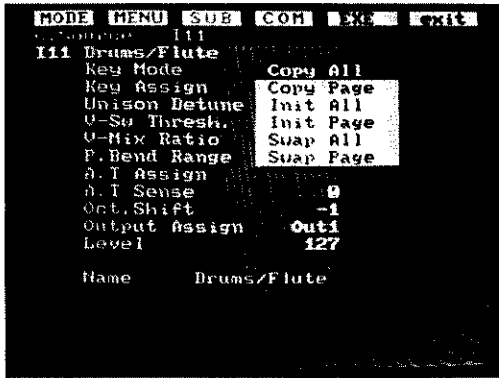 MODE MENU SUB COM EXE exit
I11
I11 Drums/Flute
Key Mode Copy All
Key Assign Copy Page
Unison Detune Init All
V-Sw Thresh. Init Page
V-Mix Ratio Swap All
P.Bend Range Swap Page
A.T Assign
A.T Sense 0
Oct.Shift -1
Output Assign Out1
Level 127
Name Drums/Flute